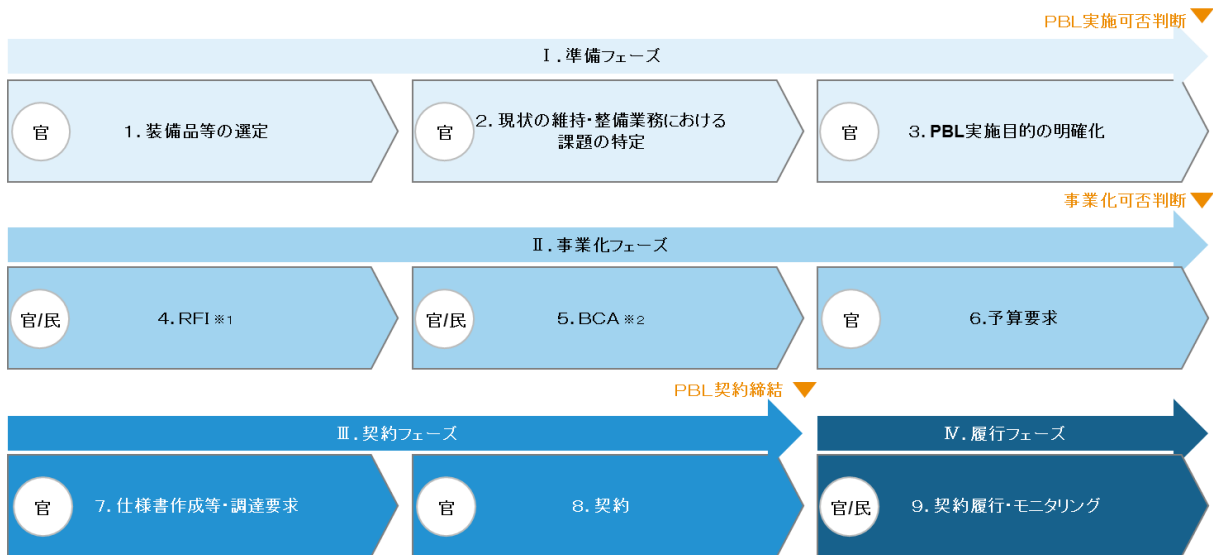 PBL実施可否判断
Ⅰ.準備フェーズ
官
1.装備品等の選定
官
2.現状の維持・整備業務における
課題の特定
官
3.PBL実施目的の明確化
事業化可否判断
Ⅱ.事業化フェーズ
官/民
4.RFI※1
官/民
5.BCA※2
官
6.予算要求
PBL契約締結
Ⅲ.契約フェーズ
Ⅳ.履行フェーズ
官
7.仕様書作成等・調達要求
官
8.契約
官/民
9.契約履行・モニタリング